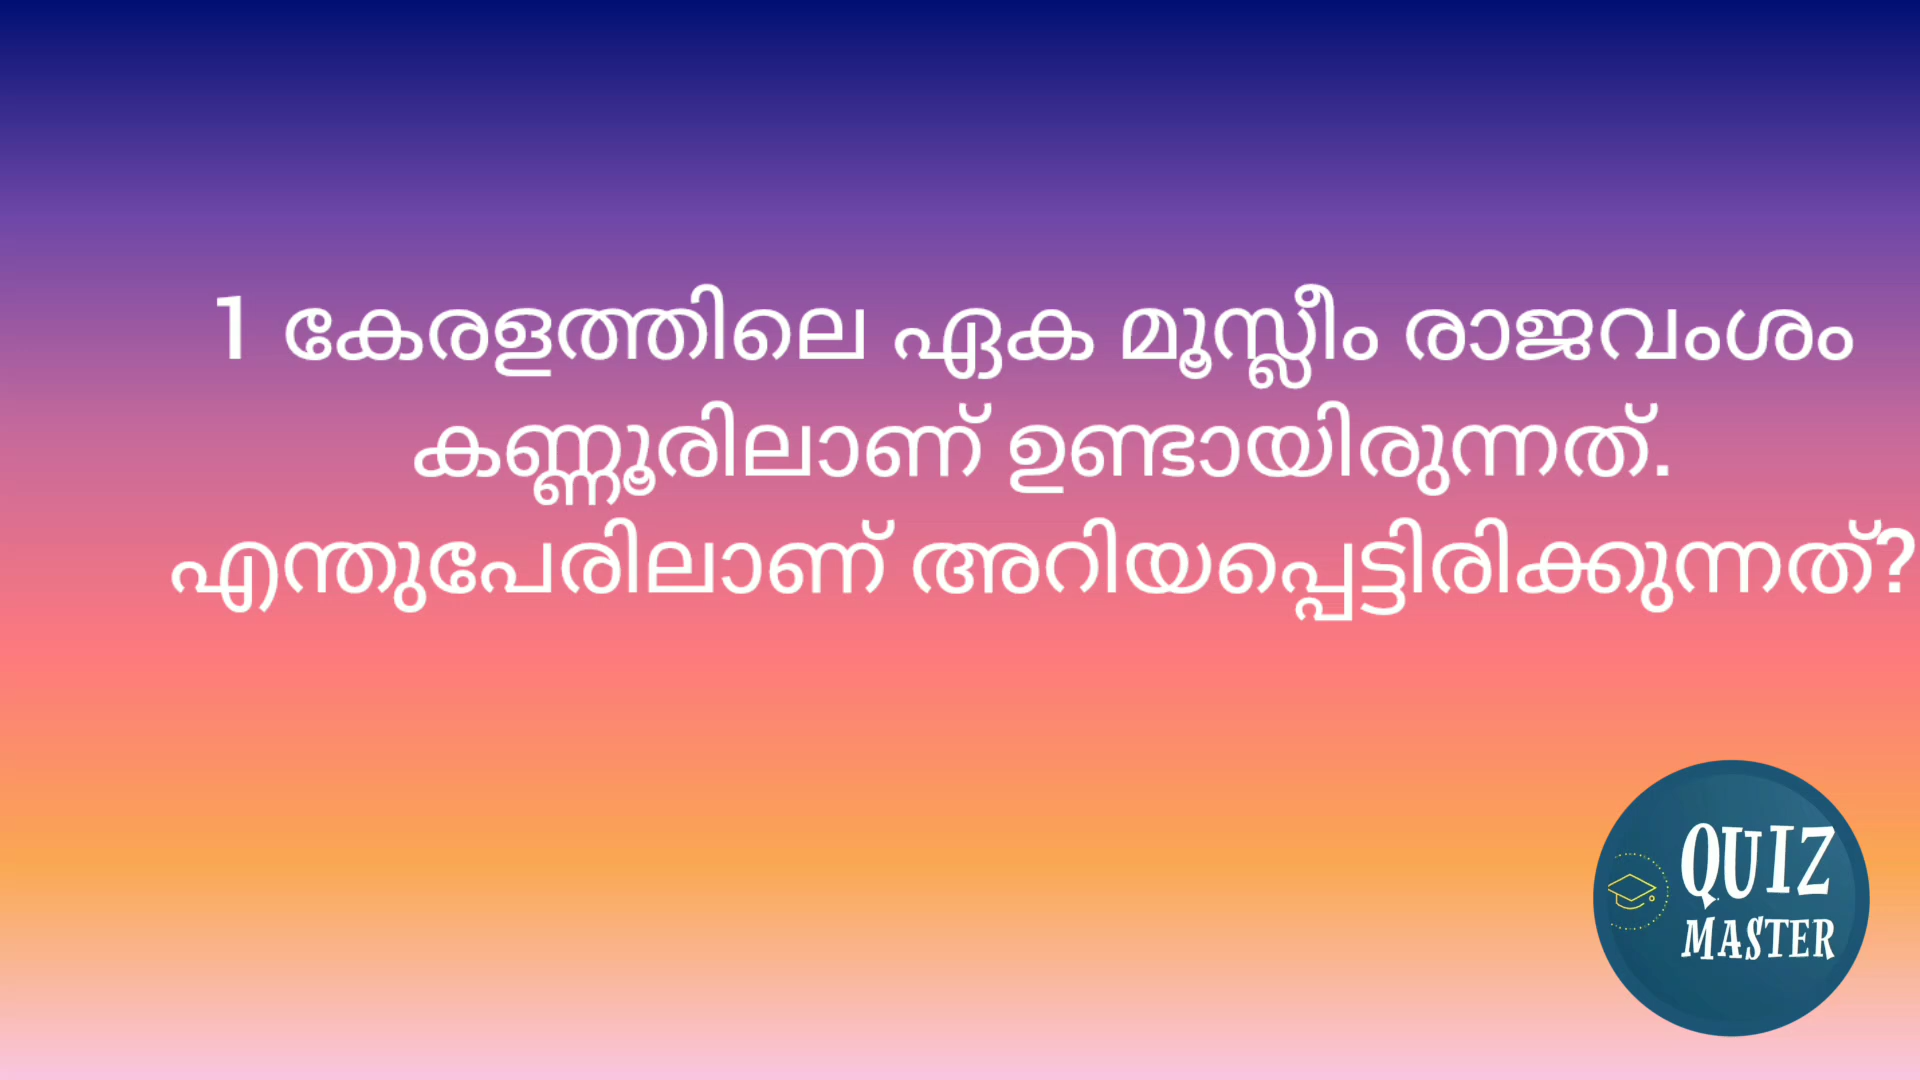 1 കേരളത്തിലെ ഏക മൂസ്ലീം രാജവംശം
കണ്ണൂരിലാണ് ഉണ്ടായിരുന്നത്.
എന്തുപേരിലാണ് അറിയപ്പെട്ടിരിക്കുന്നത്?
QUIZ
MASTER